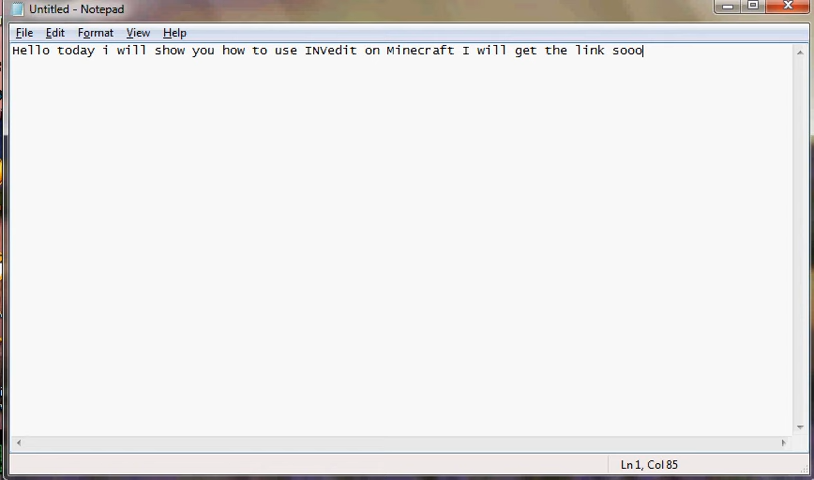 Untitled - Notepad
File Edit Format View Help
Hello today i will show you how to use INVedit on Minecraft I will get the link sooo
Ln 1, Col 85